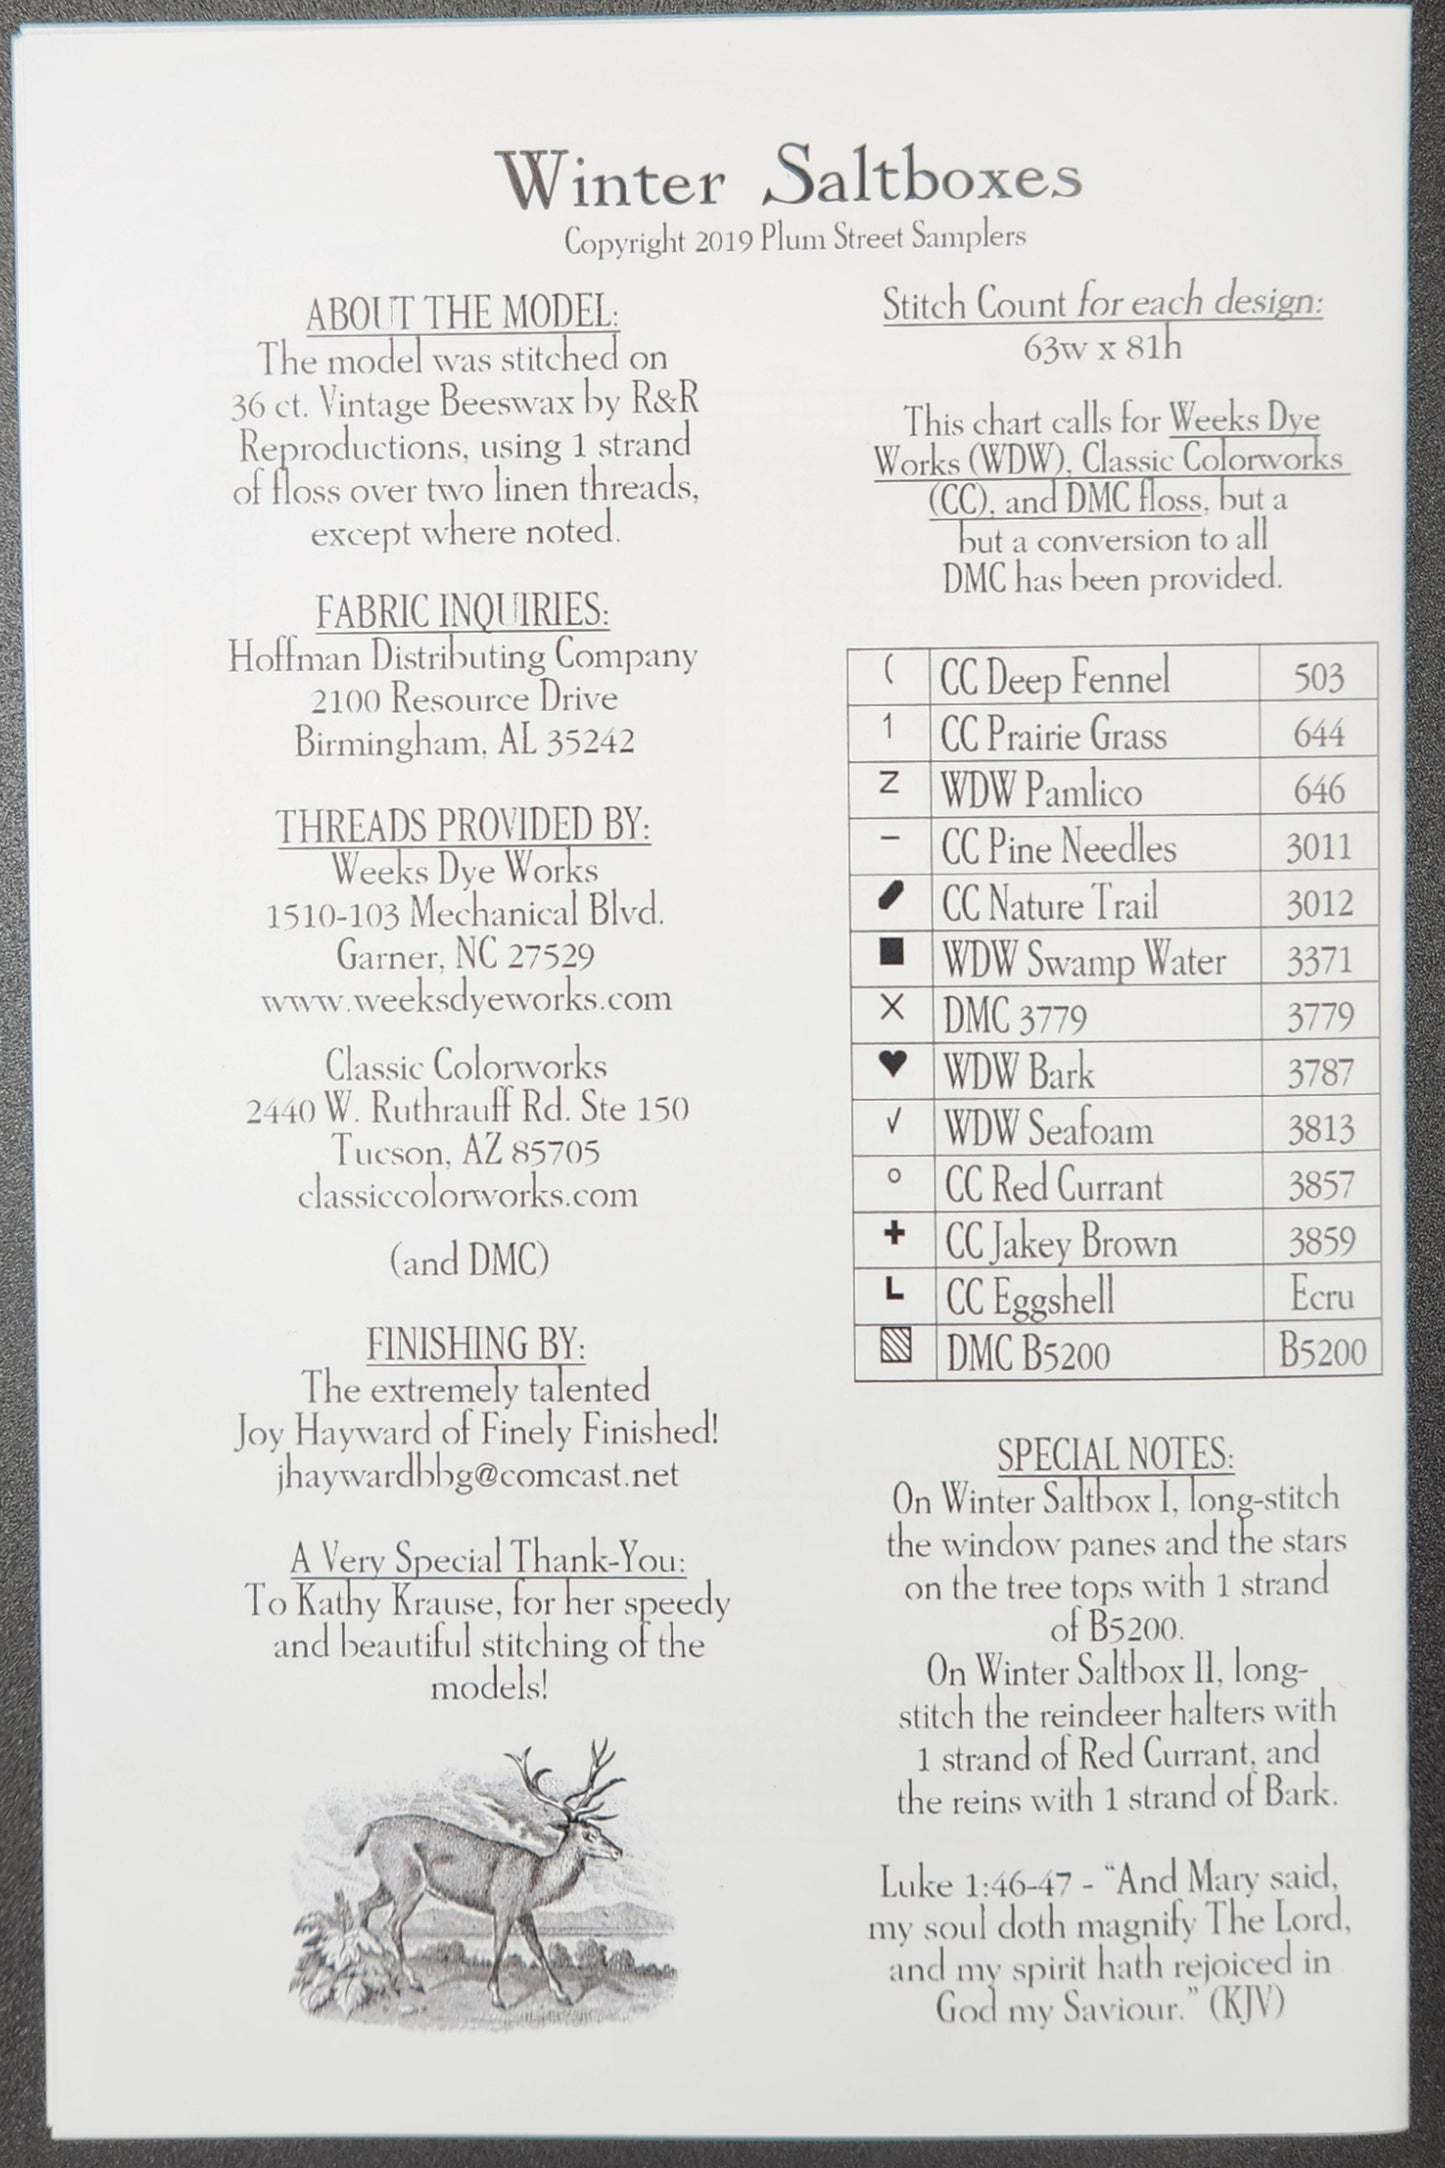 Winter Saltboxes
Copyright 2019 Plum Street Samplers
ABOUT THE MODEL:
The model was stitched on
36 ct. Vintage Beeswax by R&R
Reproductions, using 1 strand
of floss over two linen threads,
except where noted.
FABRIC INQUIRIES:
Hoffman Distributing Company
2100 Resource Drive
Birmingham, AL 35242
THREADS PROVIDED BY:
Weeks Dye Works
1510-103 Mechanical Blvd.
Garner, NC 27529
www.weeksdyeworks.com
Classic Colorworks
2440 W. Ruthrauff Rd. Ste 150
Tucson, AZ 85705
classiccolorworks.com
(and DMC)
FINISHING BY:
The extremely talented
Joy Hayward of Finely Finished!
jhaywardbbg@comcast.net
A Very Special Thank-You:
To Kathy Krause, for her speedy
and beautiful stitching of the
models!
Stitch Count for each design:
63w x 81h
This chart calls for Weeks Dye
Works (WDW), Classic Colorworks
(CC), and DMC floss, but a
but a conversion to all
DMC has been provided.
( CC Deep Fennel 503
1 CC Prairie Grass 644
Z WDW Pamlico 646
– CC Pine Needles 3011
CC Nature Trail 3012
■ WDW Swamp Water 3371
X DMC 3779 3779
♥ WDW Bark 3787
√ WDW Seafoam 3813
o CC Red Currant 3857
+ CC Jakey Brown 3859
L CC Eggshell Ecru
▧ DMC B5200 B5200
SPECIAL NOTES:
On Winter Saltbox I, long-stitch
the window panes and the stars
on the tree tops with 1 strand
of B5200.
On Winter Saltbox II, long-
stitch the reindeer halters with
1 strand of Red Currant, and
the reins with 1 strand of Bark.
Luke 1:46-47 - “And Mary said,
my soul doth magnify The Lord,
and my spirit hath rejoiced in
God my Saviour.” (KJV)